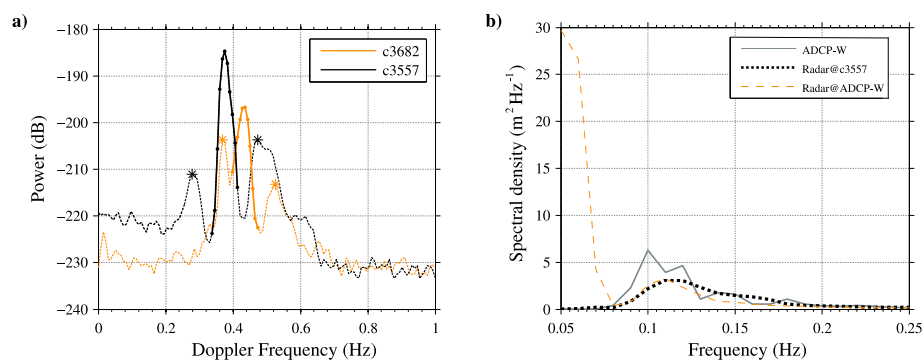 a)
−180
−190
−200
−210
−220
−230
−240
Power (dB)
0
0.2
0.4
0.6
0.8
1
Doppler Frequency (Hz)
c3682
c3557
b)
30
25
20
15
10
5
0
Spectral density (m² Hz⁻¹)
0.05
0.1
0.15
0.2
0.25
Frequency (Hz)
ADCP-W
Radar@c3557
Radar@ADCP-W